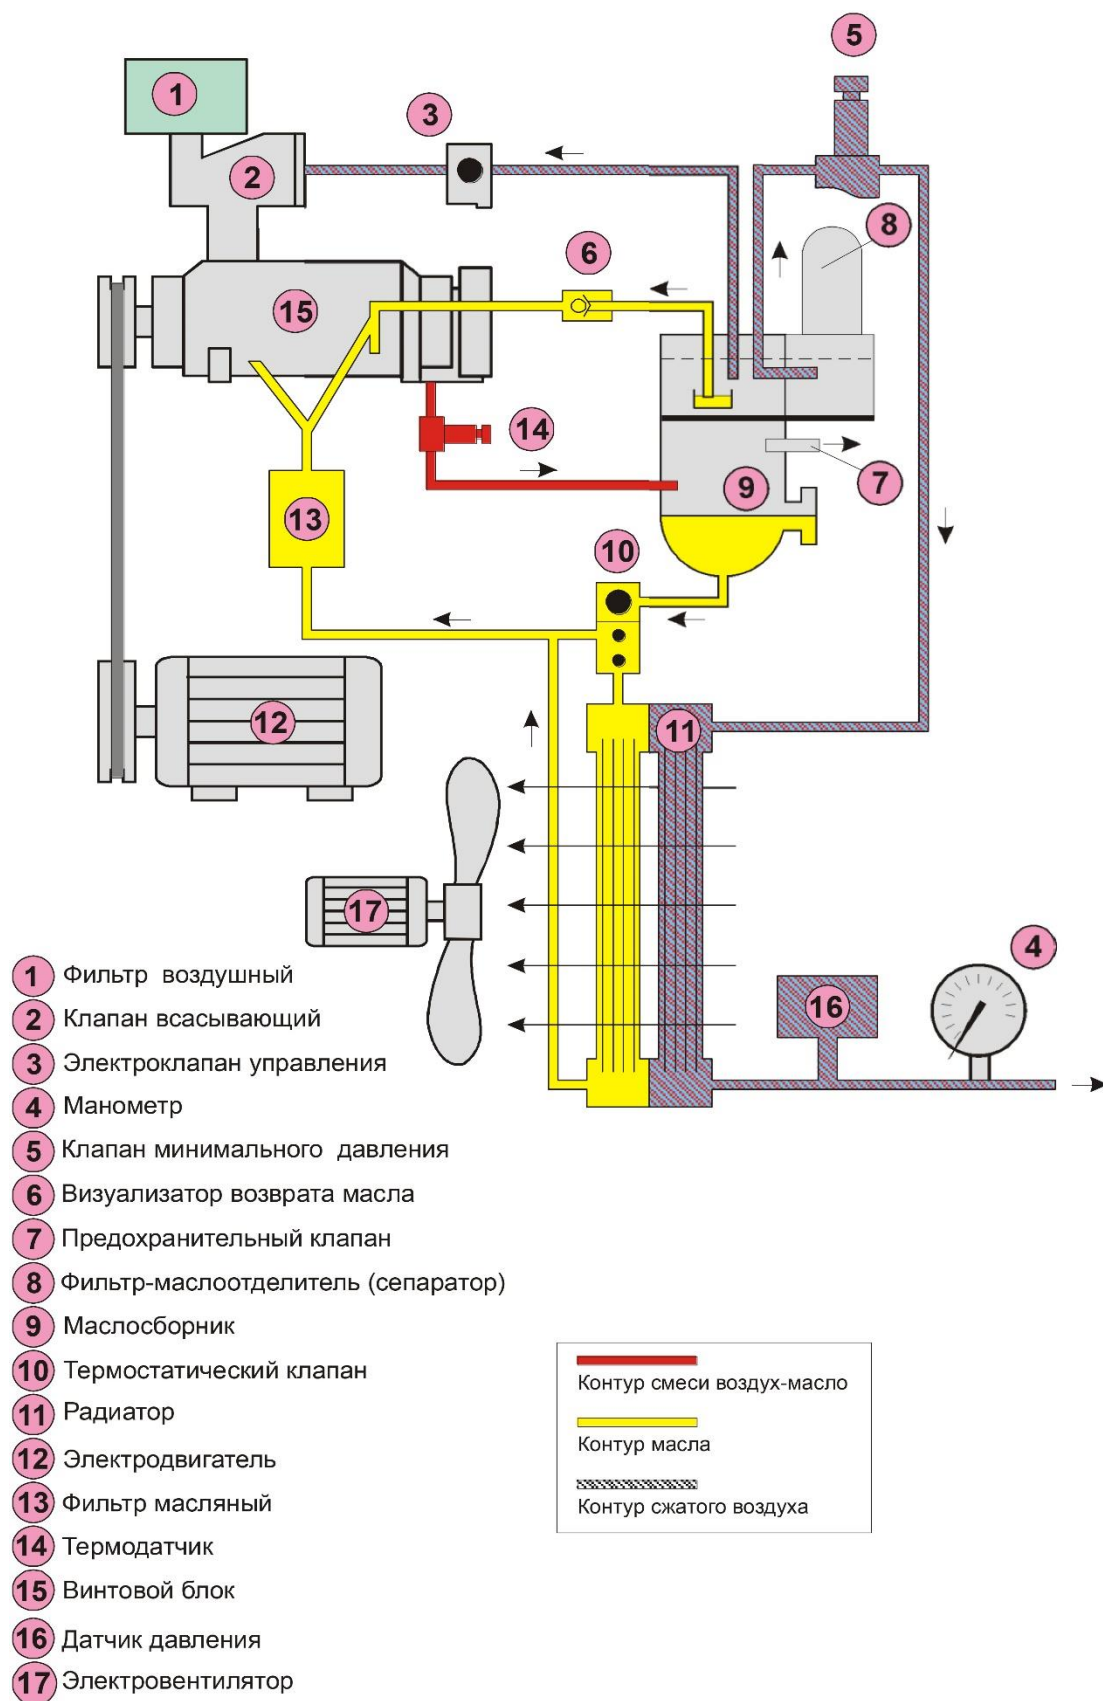 5
1
3
2
8
6
15
14
9
7
13
10
12
11
17
4
16
1 Фильтр воздушный
2 Клапан всасывающий
3 Электроклапан управления
4 Манометр
5 Клапан минимального давления
6 Визуализатор возврата масла
7 Предохранительный клапан
8 Фильтр-маслоотделитель (сепаратор)
9 Маслосборник
10 Термостатический клапан
11 Радиатор
12 Электродвигатель
13 Фильтр масляный
14 Термодатчик
15 Винтовой блок
16 Датчик давления
17 Электровентилятор
Контур смеси воздух-масло
Контур масла
Контур сжатого воздуха